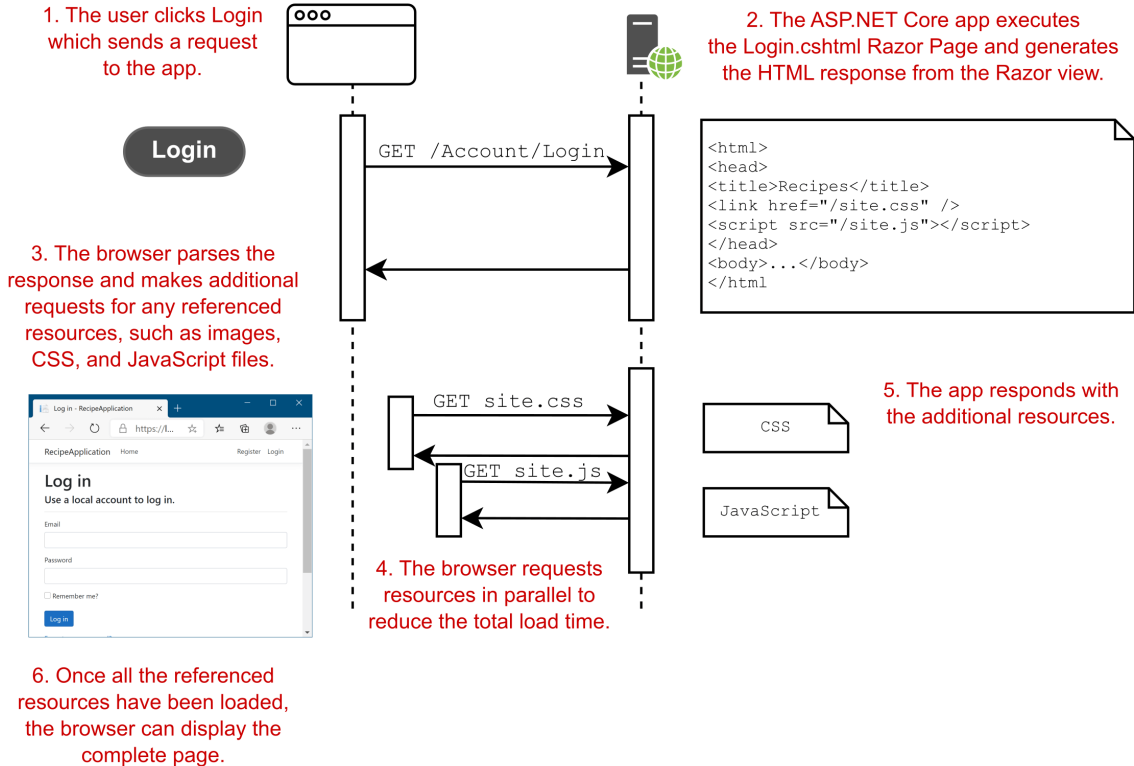 1. The user clicks Login
which sends a request
to the app.
2. The ASP.NET Core app executes
the Login.cshtml Razor Page and generates
the HTML response from the Razor view.
Login
GET /Account/Login
<html>
<head>
<title>Recipes</title>
<link href="/site.css" />
<script src="/site.js"></script>
</head>
<body>...</body>
</html
3. The browser parses the
response and makes additional
requests for any referenced
resources, such as images,
CSS, and JavaScript files.
GET site.css
GET site.js
4. The browser requests
resources in parallel to
reduce the total load time.
5. The app responds with
the additional resources.
CSS
JavaScript
Log in - RecipeApplication
https://l...
RecipeApplication Home Register Login
Log in
Use a local account to log in.
Email
Password
Remember me?
Log in
6. Once all the referenced
resources have been loaded,
the browser can display the
complete page.